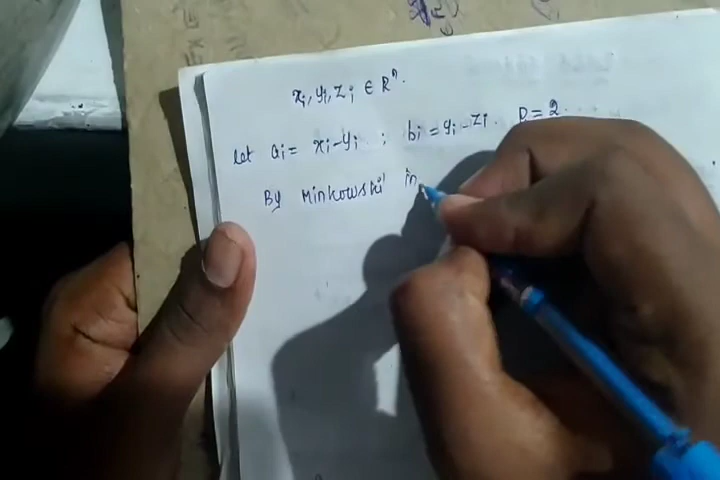 xi, yi, zi ∈ Rⁿ.
let ai = xi-yi ; bi = yi-zi. P=2
By Minkowski in